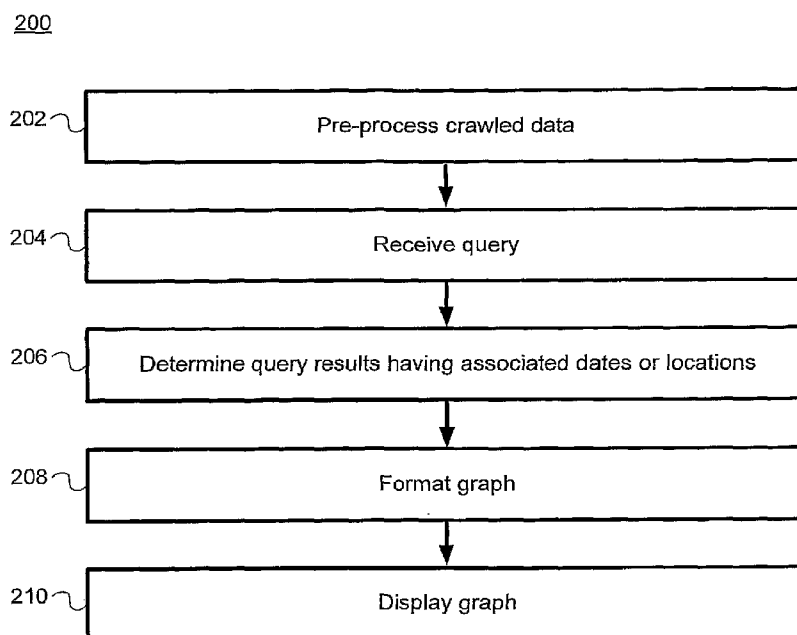 200
202
Pre-process crawled data
204
Receive query
206
Determine query results having associated dates or locations
208
Format graph
210
Display graph